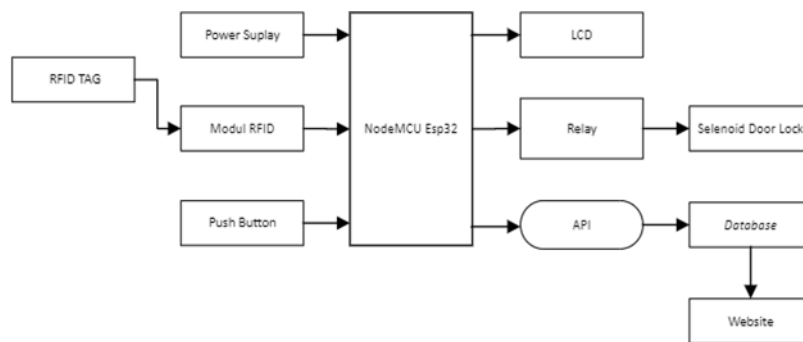 Power Suplay
LCD
RFID TAG
Modul RFID
NodeMCU Esp32
Relay
Selenoid Door Lock
Push Button
API
Database
Website